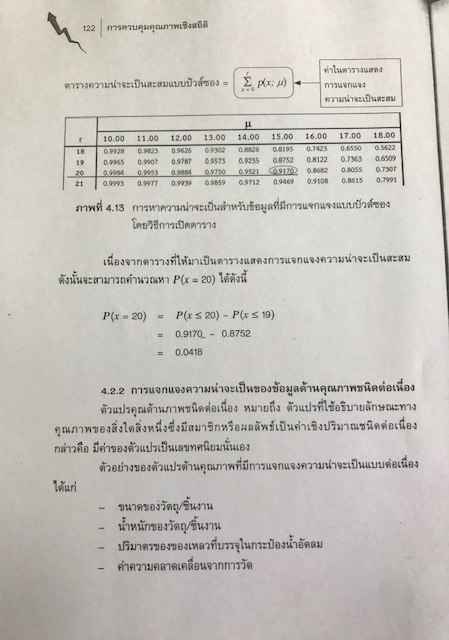 122 | การควบคุมคุณภาพเชิงสถิติ
ตารางความน่าจะเป็นสะสมแบบปัวส์ซอง = r Σ x = 0 p(x; μ)
ค่าในตารางแสดง
การแจกแจง
ความน่าจะเป็นสะสม
μ
r 10.00 11.00 12.00 13.00 14.00 15.00 16.00 17.00 18.00
18 0.9928 0.9823 0.9626 0.9302 0.8826 0.8195 0.7423 0.6550 0.5622
19 0.9965 0.9907 0.9787 0.9573 0.9235 0.8752 0.8122 0.7363 0.6509
20 0.9984 0.9953 0.9884 0.9750 0.9521 0.9170 0.8682 0.8055 0.7307
21 0.9993 0.9977 0.9939 0.9859 0.9712 0.9469 0.9108 0.8615 0.7991
ภาพที่ 4.13 การหาความน่าจะเป็นสำหรับข้อมูลที่มีการแจกแจงแบบปัวส์ซอง
โดยวิธีการเปิดตาราง
เนื่องจากตารางที่ให้มาเป็นตารางแสดงการแจกแจงความน่าจะเป็นสะสม
ดังนั้นจะสามารถคำนวณหา P(x = 20) ได้ดังนี้
P(x = 20) = P(x ≤ 20) - P(x ≤ 19)
= 0.9170 - 0.8752
= 0.0418
4.2.2 การแจกแจงความน่าจะเป็นของข้อมูลด้านคุณภาพชนิดต่อเนื่อง
ตัวแปรคุณด้านภาพชนิดต่อเนื่อง หมายถึง ตัวแปรที่ใช้อธิบายลักษณะทาง
คุณภาพของสิ่งใดสิ่งหนึ่งซึ่งมีสมาชิกหรือผลลัพธ์เป็นค่าเชิงปริมาณชนิดต่อเนื่อง
กล่าวคือ มีค่าของตัวแปรเป็นเลขทศนิยมนั่นเอง
ตัวอย่างของตัวแปรด้านคุณภาพที่มีการแจกแจงความน่าจะเป็นแบบต่อเนื่อง
ได้แก่
– ขนาดของวัตถุ/ชิ้นงาน
– น้ำหนักของวัตถุ/ชิ้นงาน
– ปริมาตรของของเหลวที่บรรจุในกระป๋องน้ำอัดลม
– ค่าความคลาดเคลื่อนจากการวัด